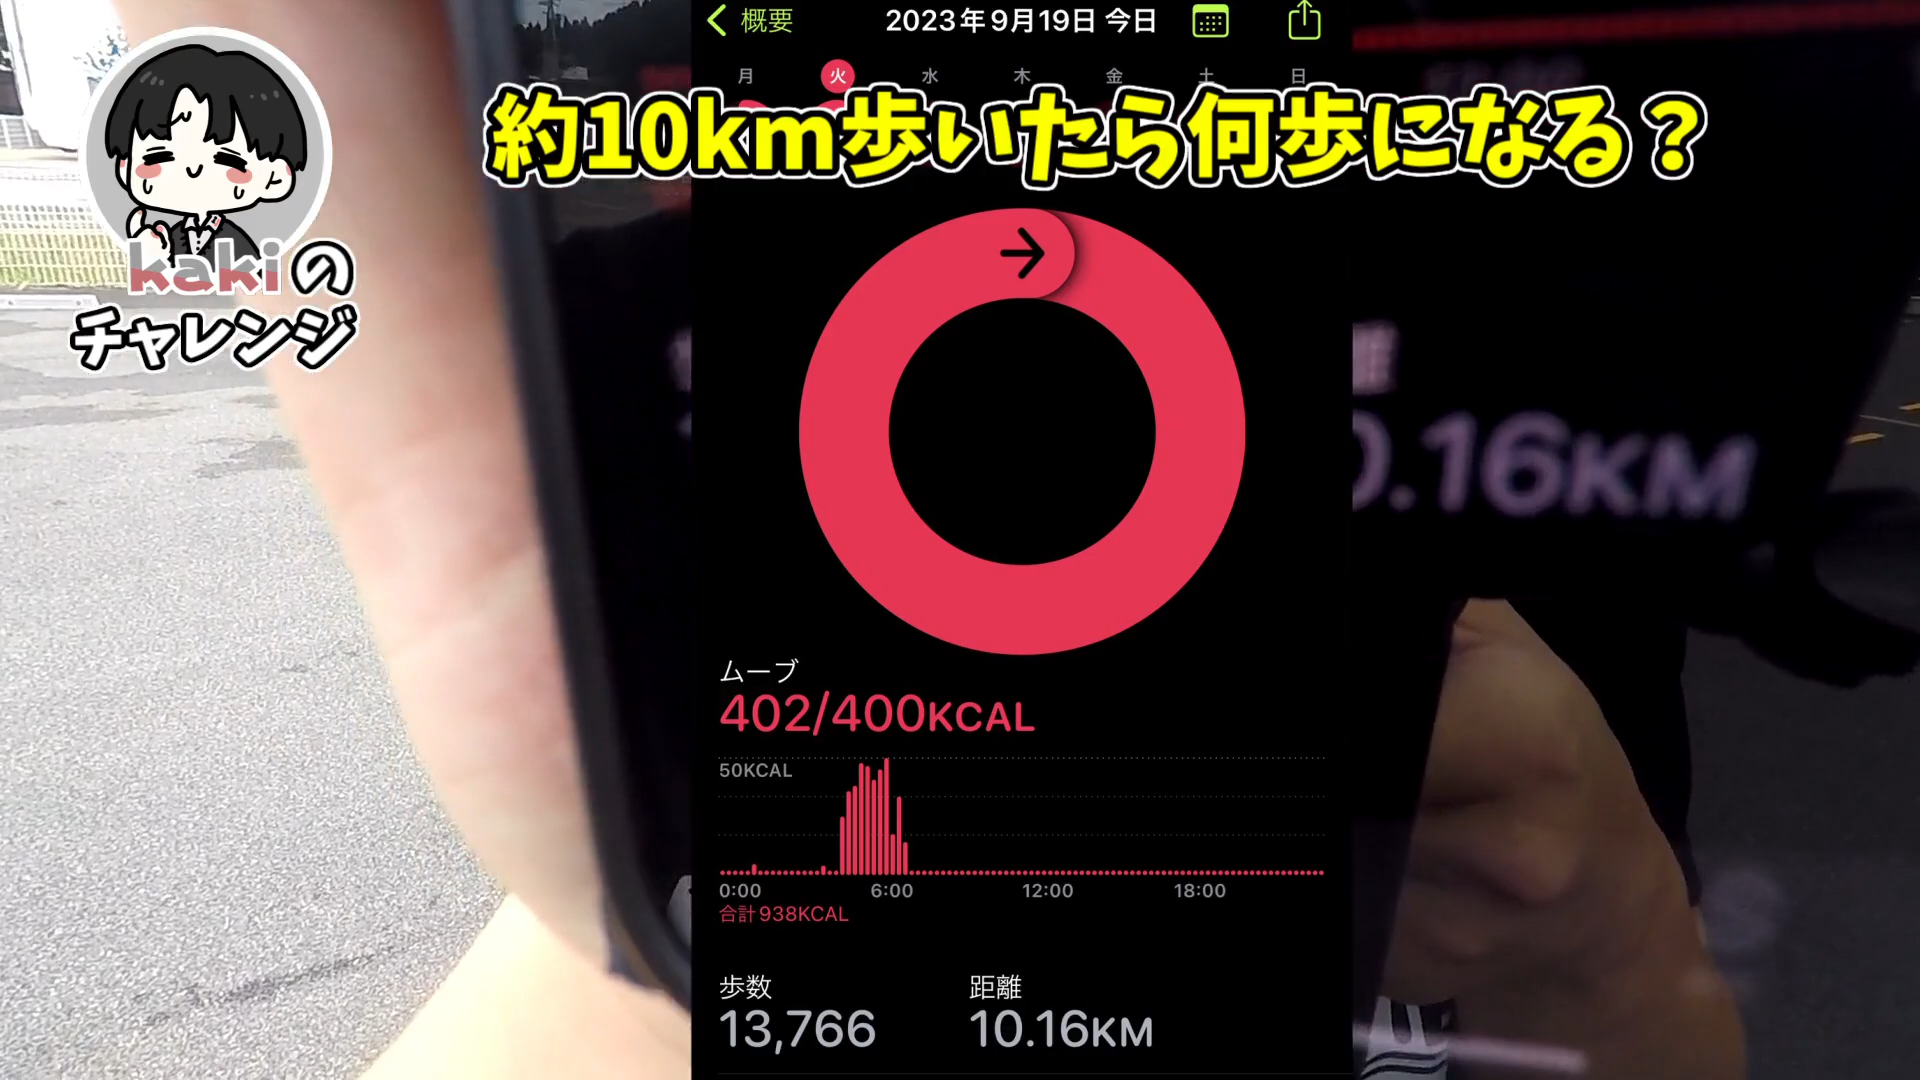 概要
2023年9月19日 今日
月 火 水 木 金 土 日
約10km歩いたら何歩になる？
kakiの
チャレンジ
0.16KM
ムーブ
402/400KCAL
50KCAL
0:00 6:00 12:00 18:00
合計938KCAL
歩数 距離
13,766 10.16KM